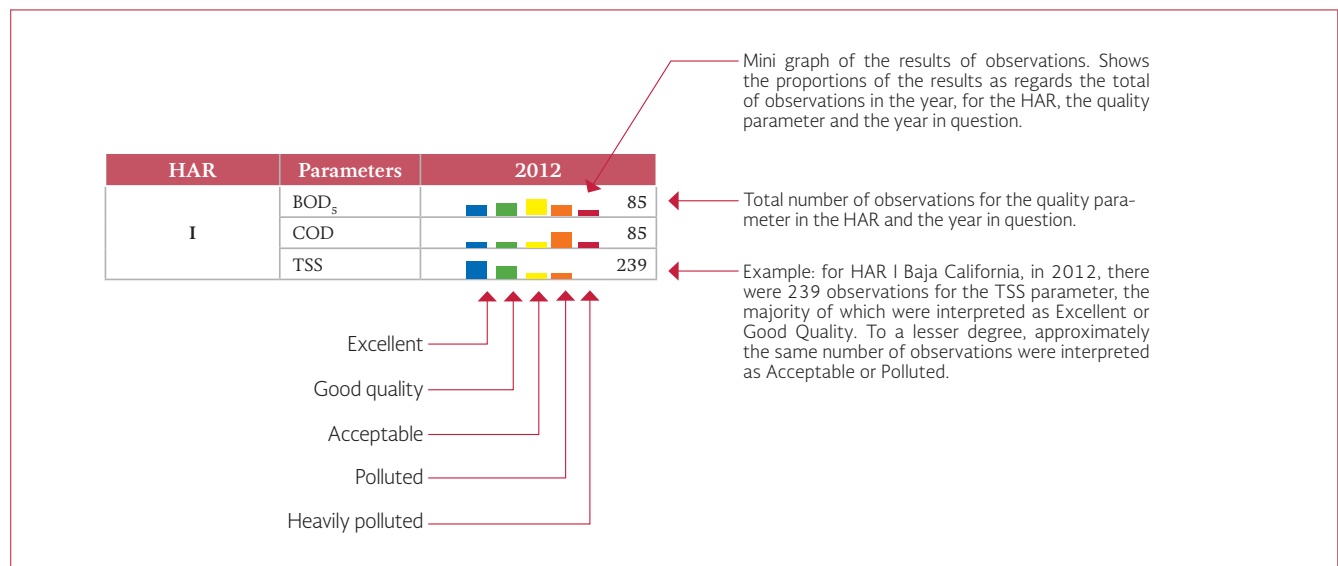 Mini graph of the results of observations. Shows
the proportions of the results as regards the total
of observations in the year, for the HAR, the quality
parameter and the year in question.
HAR Parameters 2012
I
BOD₅ 85
COD 85
TSS 239
Total number of observations for the quality para-
meter in the HAR and the year in question.
Example: for HAR I Baja California, in 2012, there
were 239 observations for the TSS parameter, the
majority of which were interpreted as Excellent or
Good Quality. To a lesser degree, approximately
the same number of observations were interpreted
as Acceptable or Polluted.
Excellent
Good quality
Acceptable
Polluted
Heavily polluted